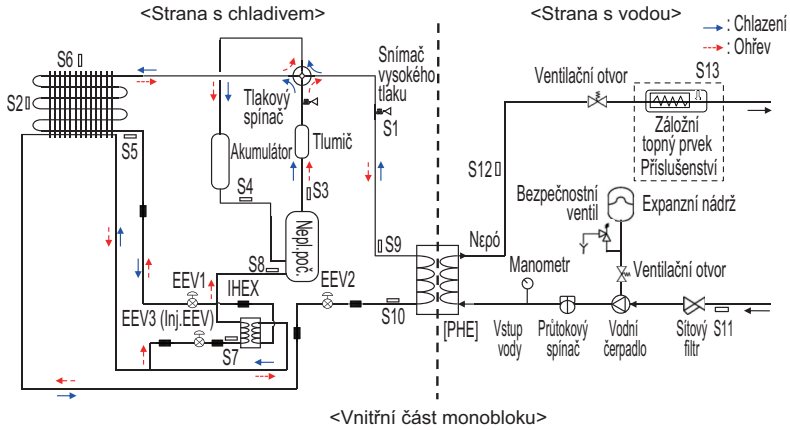 <Strana s chladivem>
<Strana s vodou>
: Chlazení
: Ohřev
S6
S2
S5
Snímač
vysokého
tlaku
S1
Tlakový
spínač
Tlumič
Akumulátor
S4
S3
Nepl.poč.
S8
S9
EEV1
IHEX
EEV2
EEV3 (Inj.EEV)
S7
S10
Ventilační otvor
S13
Záložní
topný prvek
Příslušenství
S12
Bezpečnostní
ventil
Expanzní nádrž
Νερό
Manometr
Ventilační otvor
[PHE]
Vstup
vody
Průtokový
spínač
Vodní
čerpadlo
Sítový
filtr
S11
<Vnitřní část monobloku>